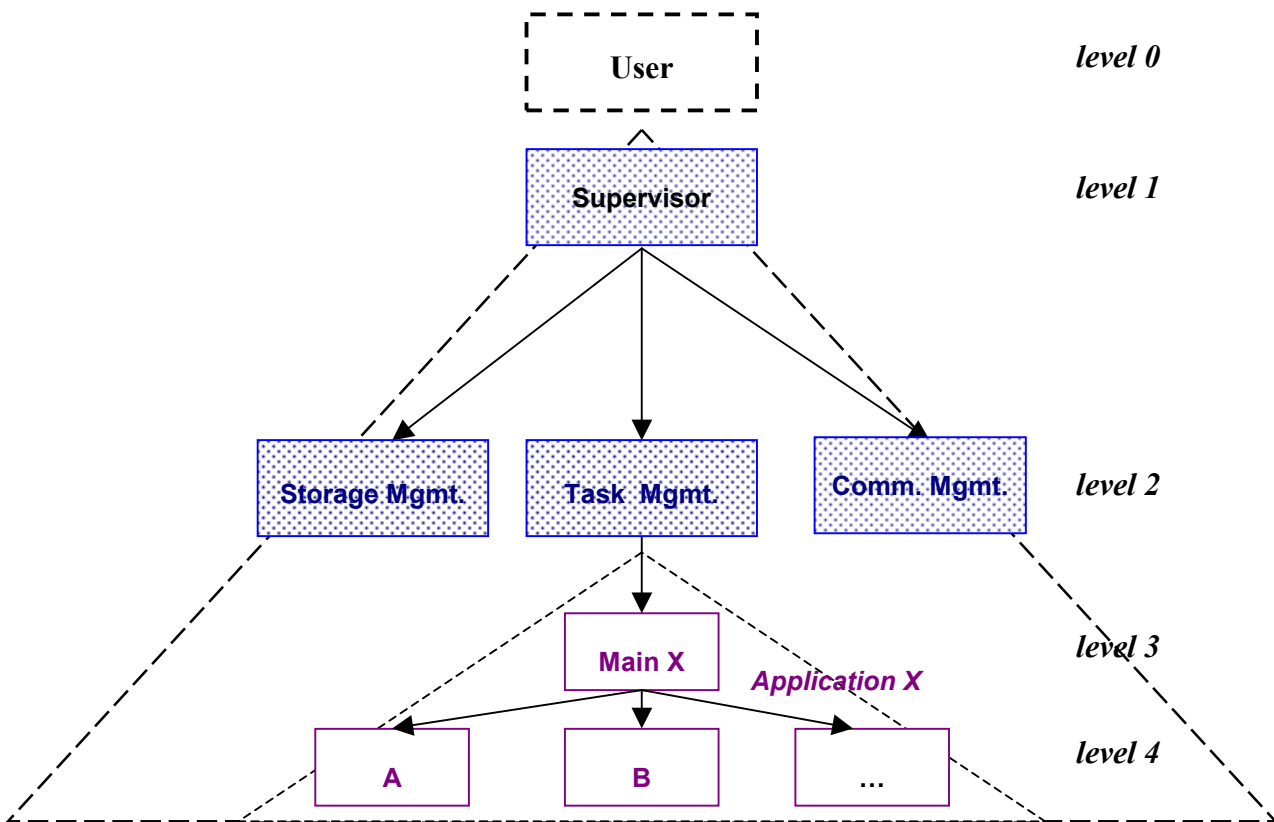 User
level 0
Supervisor
level 1
Storage Mgmt.
Task Mgmt.
Comm. Mgmt.
level 2
Main X
level 3
Application X
A
B
...
level 4